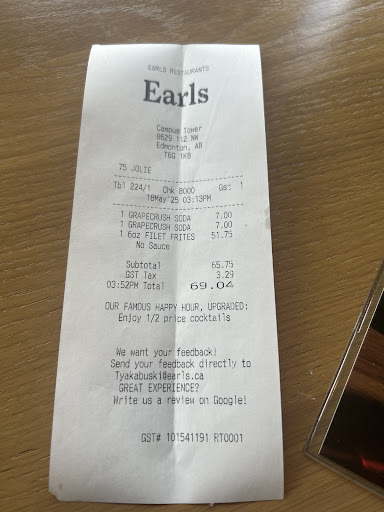 EARLS RESTAURANTS
Earls
Campus Tower
8629 112 NW
Edmonton, AB
T6G 1K8
75 JOLIE
Tbl 224/1 Chk 8000 Gst 1
18May'25 03:13PM
1 GRAPECRUSH SODA 7.00
1 GRAPECRUSH SODA 7.00
1 6oz FILET FRITES 51.75
No Sauce
Subtotal 65.75
GST Tax 3.29
03:52PM Total 69.04
OUR FAMOUS HAPPY HOUR, UPGRADED:
Enjoy 1/2 price cocktails
We want your feedback!
Send your feedback directly to
Tyakabuski@earls.ca
GREAT EXPERIENCE?
Write us a review on Google!
GST# 101541191 RT0001